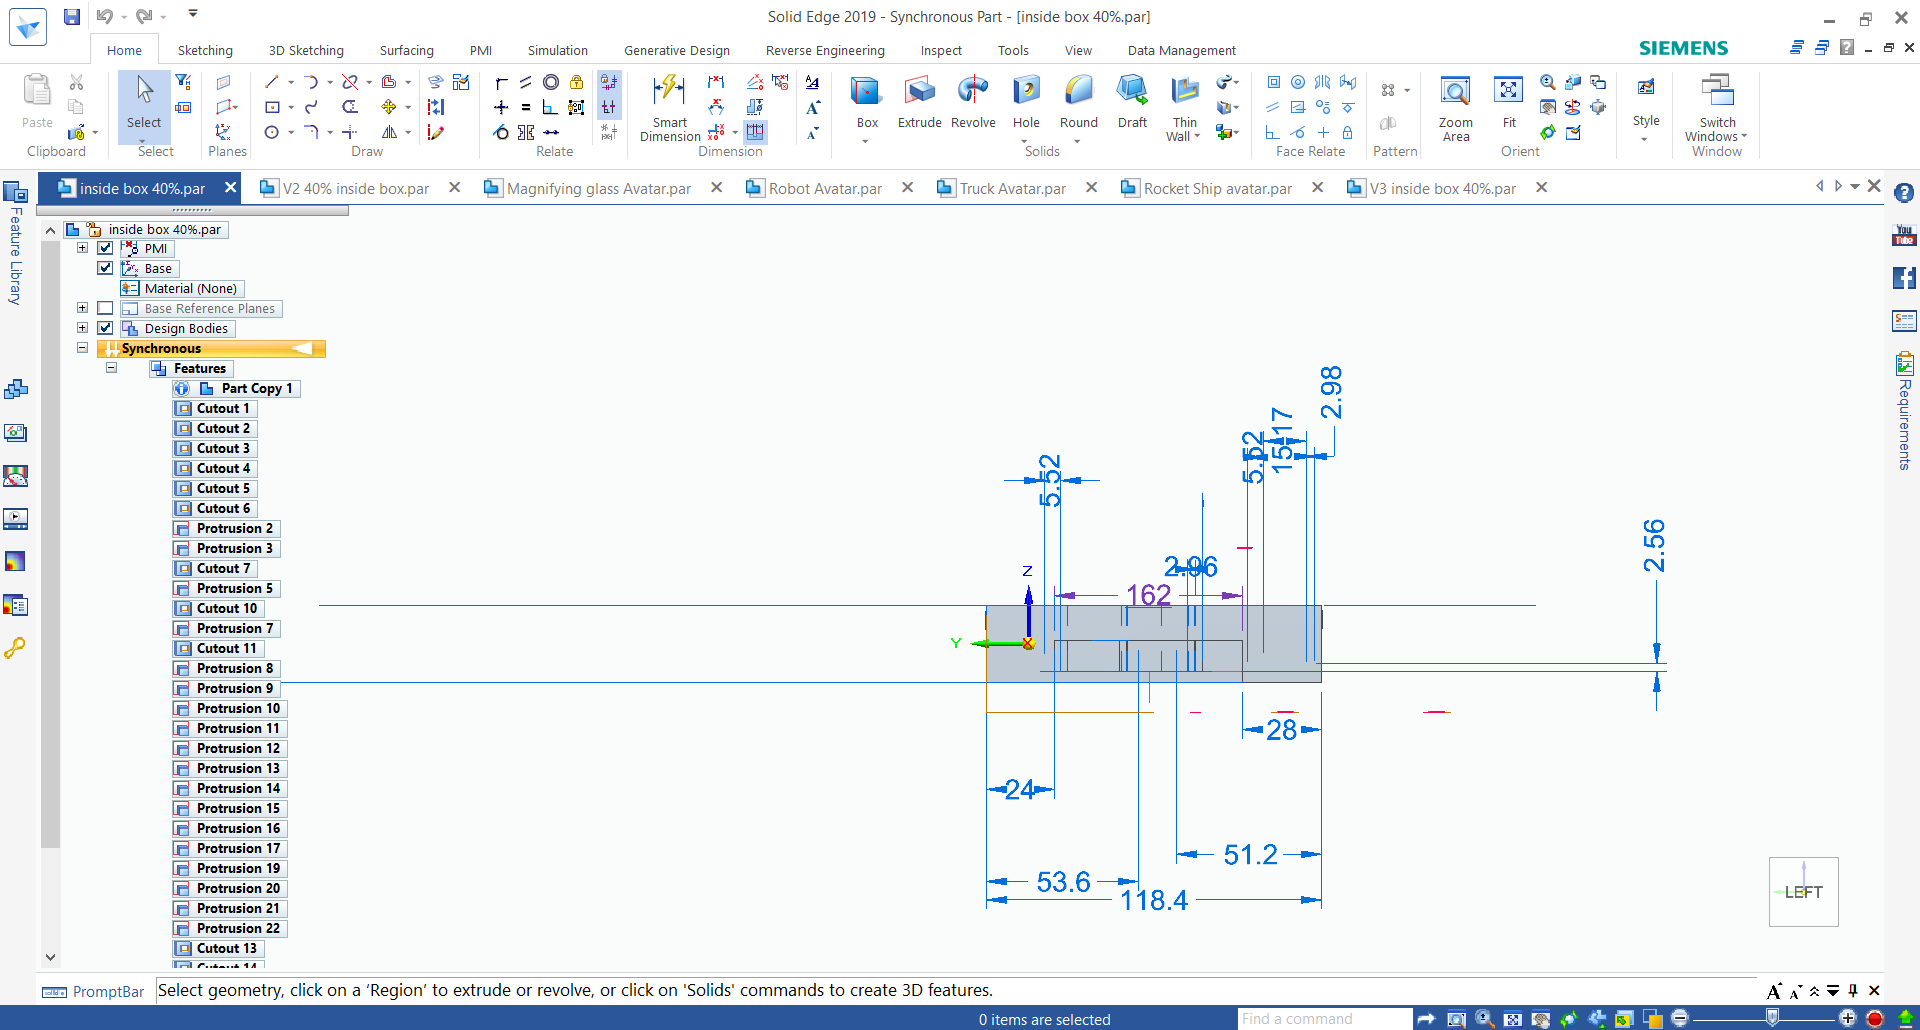 Solid Edge 2019 - Synchronous Part - [inside box 40%.par]
Home Sketching 3D Sketching Surfacing PMI Simulation Generative Design Reverse Engineering Inspect Tools View Data Management SIEMENS
Paste
Clipboard
Select
Select
Planes
Draw
Relate
Smart Dimension
Dimension
Box Extrude Revolve Hole Round Draft Thin Wall
Solids
Face Relate
Pattern
Zoom Area Fit
Orient
Style
Switch Windows
Window
inside box 40%.par V2 40% inside box.par Magnifying glass Avatar.par Robot Avatar.par Truck Avatar.par Rocket Ship avatar.par V3 inside box 40%.par
Feature Library
You Tube
Requirements
inside box 40%.par
PMI
Base
Material (None)
Base Reference Planes
Design Bodies
Synchronous
Features
Part Copy 1
Cutout 1
Cutout 2
Cutout 3
Cutout 4
Cutout 5
Cutout 6
Protrusion 2
Protrusion 3
Cutout 7
Protrusion 5
Cutout 10
Protrusion 7
Cutout 11
Protrusion 8
Protrusion 9
Protrusion 10
Protrusion 11
Protrusion 12
Protrusion 13
Protrusion 14
Protrusion 15
Protrusion 16
Protrusion 17
Protrusion 19
Protrusion 20
Protrusion 21
Protrusion 22
Cutout 13
Cutout 14
2.98
15.17
5.52
5.52
2.56
2.96
162
Z
Y
28
24
51.2
53.6
118.4
LEFT
PromptBar
Select geometry, click on a ‘Region’ to extrude or revolve, or click on 'Solids' commands to create 3D features.
0 items are selected
Find a command